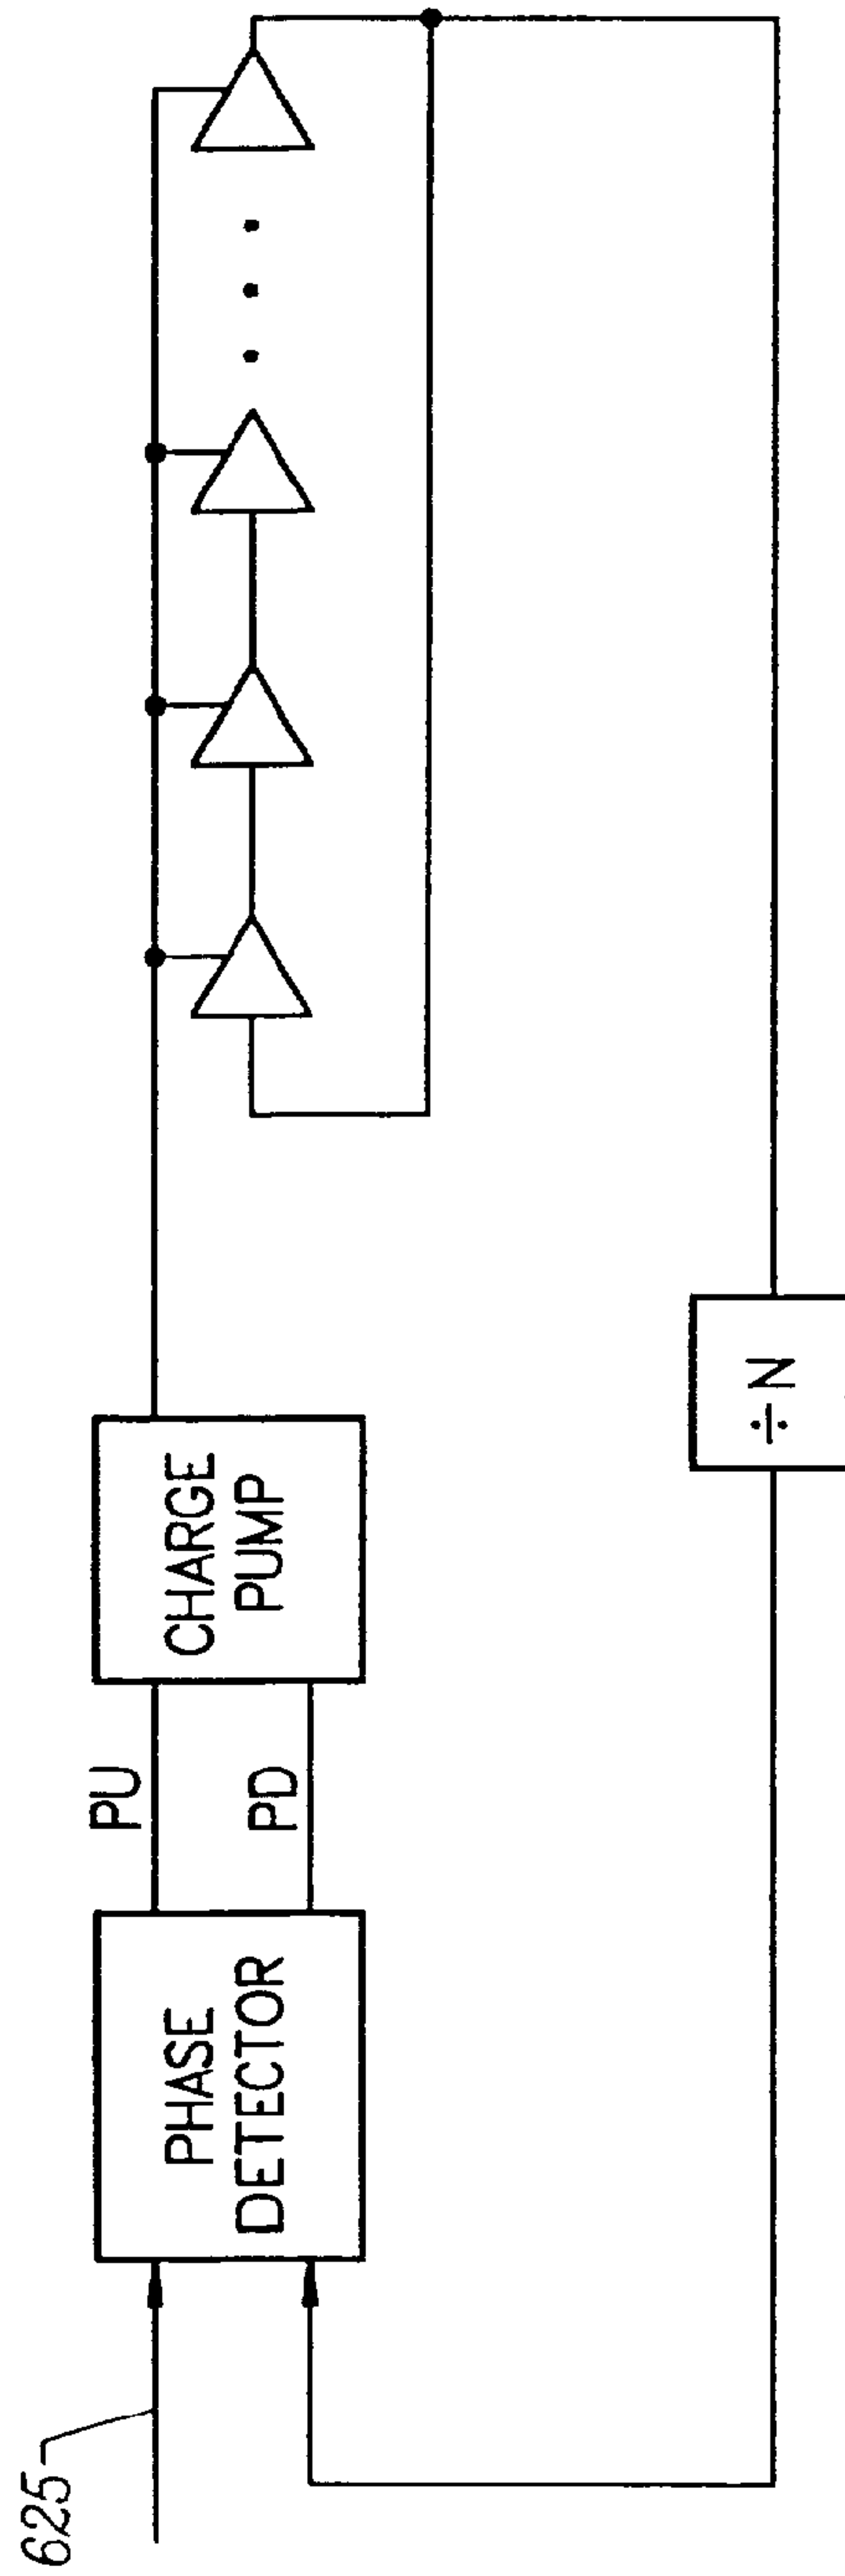 625
PHASE
DETECTOR
PU
PD
CHARGE
PUMP
÷N